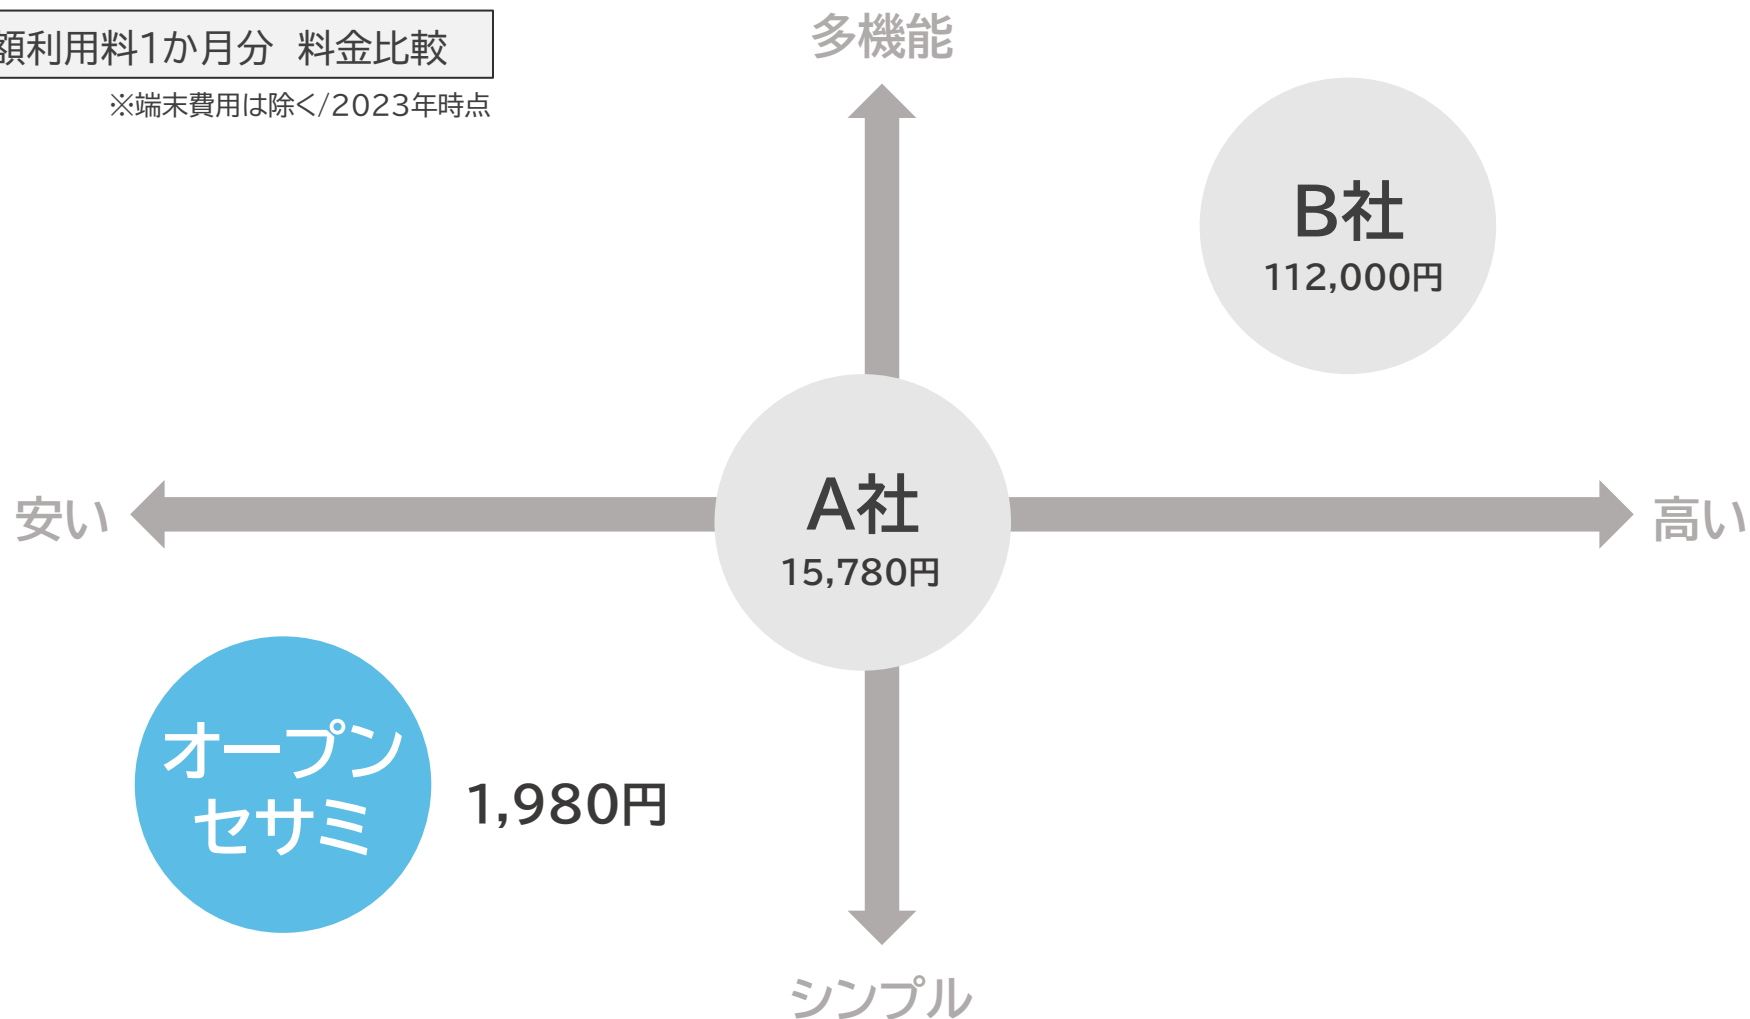 額利用料1か月分 料金比較
※端末費用は除く/2023年時点
多機能
B社
112,000円
安い
A社
15,780円
高い
オープン
セサミ
1,980円
シンプル